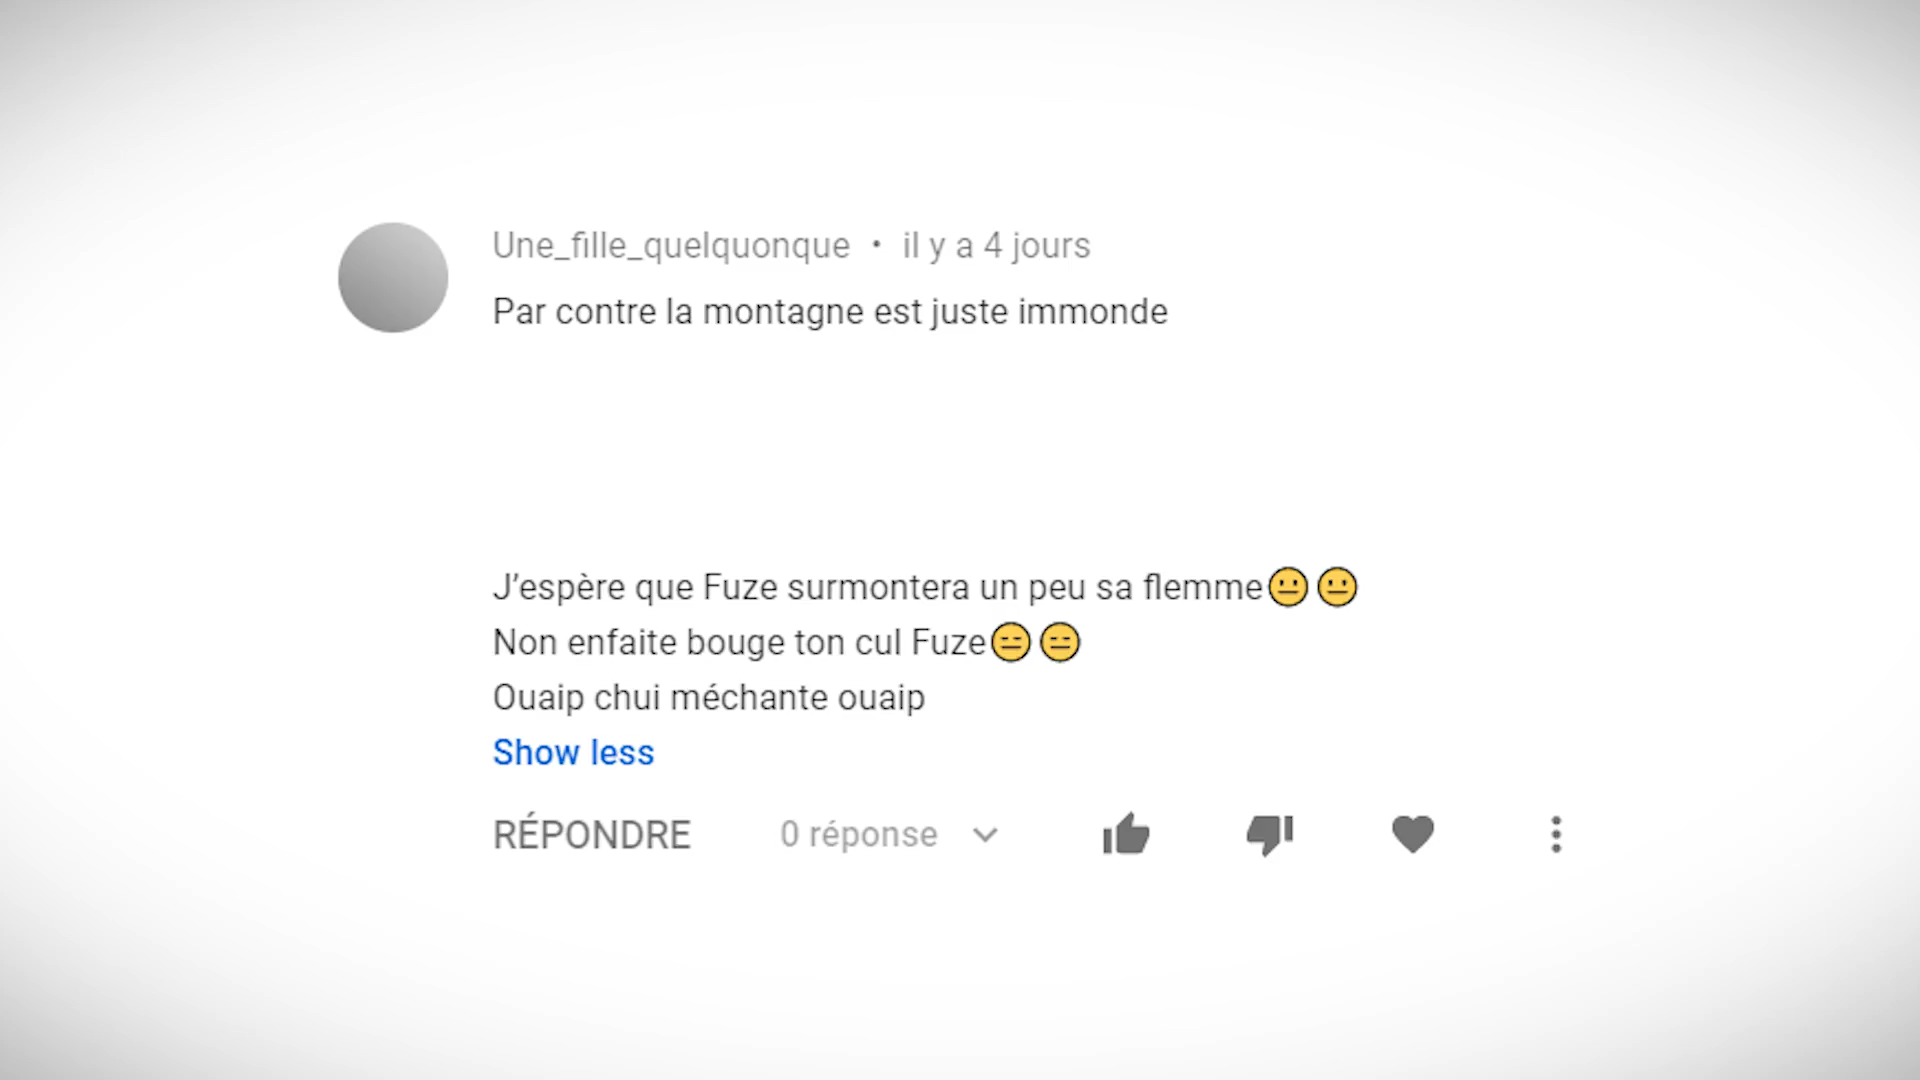 Une_fille_quelquonque • il y a 4 jours
Par contre la montagne est juste immonde
J’espère que Fuze surmontera un peu sa flemme😐😐
Non enfaite bouge ton cul Fuze😑😑
Ouaip chui méchante ouaip
Show less
RÉPONDRE 0 réponse